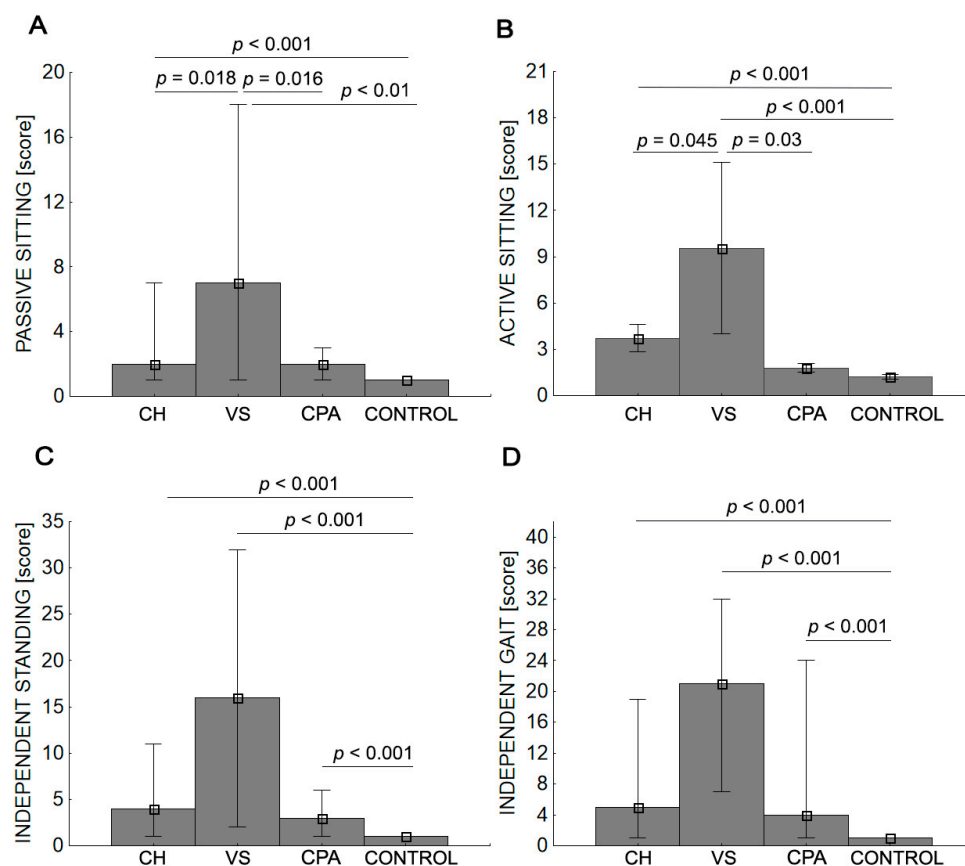 A
p < 0.001
p = 0.018
p = 0.016
p < 0.01
PASSIVE SITTING [score]
20
16
12
8
4
0
CH VS CPA CONTROL
B
p < 0.001
p < 0.001
p = 0.045
p = 0.03
ACTIVE SITTING [score]
21
18
15
12
9
6
3
0
CH VS CPA CONTROL
C
p < 0.001
p < 0.001
p < 0.001
INDEPENDENT STANDING [score]
35
30
25
20
15
10
5
0
CH VS CPA CONTROL
D
p < 0.001
p < 0.001
p < 0.001
INDEPENDENT GAIT [score]
40
36
32
28
24
20
16
12
8
4
0
CH VS CPA CONTROL